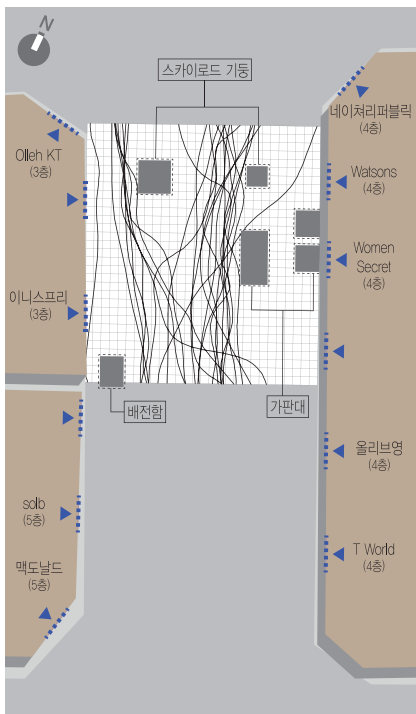 N
스카이로드 기둥
네이쳐리퍼블릭
(4층)
Olleh KT
(3층)
Watsons
(4층)
Women
Secret
(4층)
이니스프리
(3층)
배전함
가판대
올리브영
(4층)
solb
(5층)
T World
(4층)
맥도날드
(5층)